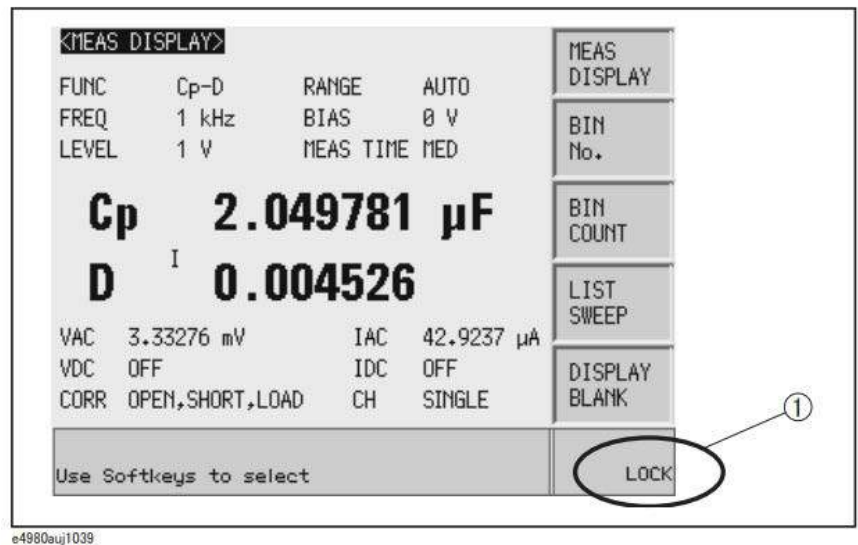 <MEAS DISPLAY>
FUNC Cp-D RANGE AUTO
FREQ 1 kHz BIAS 0 V
LEVEL 1 V MEAS TIME MED
Cp 2.049781 µF
D 0.004526
VAC 3.33276 mV IAC 42.9237 µA
VDC OFF IDC OFF
CORR OPEN,SHORT,LOAD CH SINGLE
MEAS
DISPLAY
BIN
No.
BIN
COUNT
LIST
SWEEP
DISPLAY
BLANK
①
Use Softkeys to select
LOCK
e4980auj1039